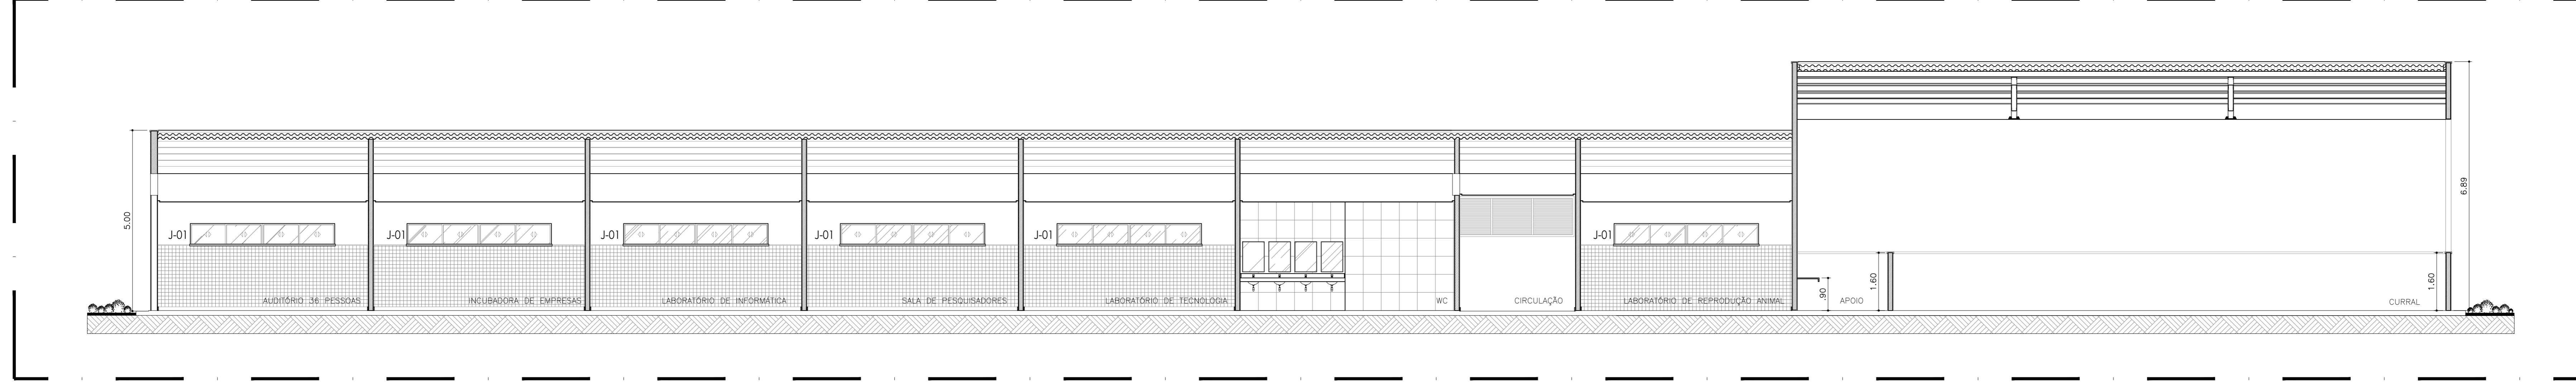 5.00
J-01
AUDITÓRIO 36 PESSOAS
J-01
INCUBADORA DE EMPRESAS
J-01
LABORATÓRIO DE INFORMÁTICA
J-01
SALA DE PESQUISADORES
J-01
LABORATÓRIO DE TECNOLOGIA
WC
CIRCULAÇÃO
J-01
LABORATÓRIO DE REPRODUÇÃO ANIMAL
.90
APOIO
1.60
CURRAL
1.60
6.89